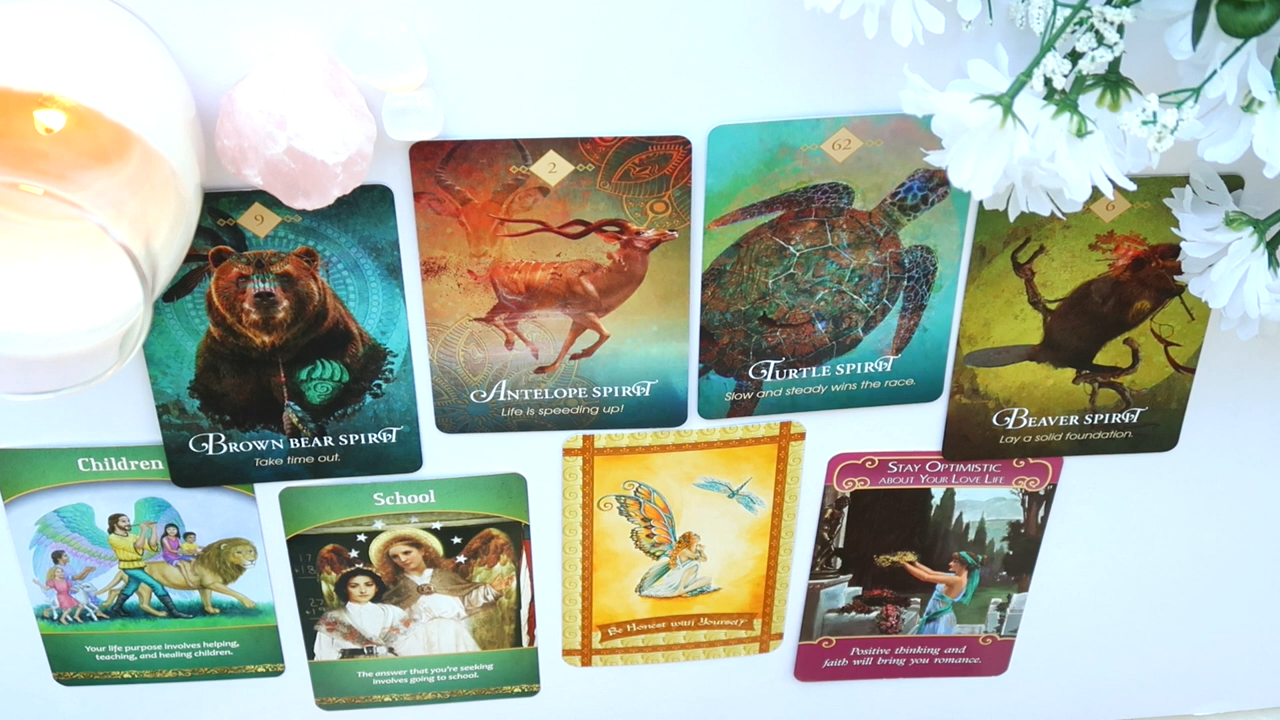 9
BROWN BEAR SPIRIT
Take time out.
2
ANTELOPE SPIRIT
Life is speeding up!
62
TURTLE SPIRIT
Slow and steady wins the race.
6
BEAVER SPIRIT
Lay a solid foundation.
Children
Your life purpose involves helping,
teaching, and healing children.
School
The answer that you're seeking
involves going to school.
Be Honest with Yourself
STAY OPTIMISTIC
ABOUT YOUR LOVE LIFE
Positive thinking and
faith will bring you romance.